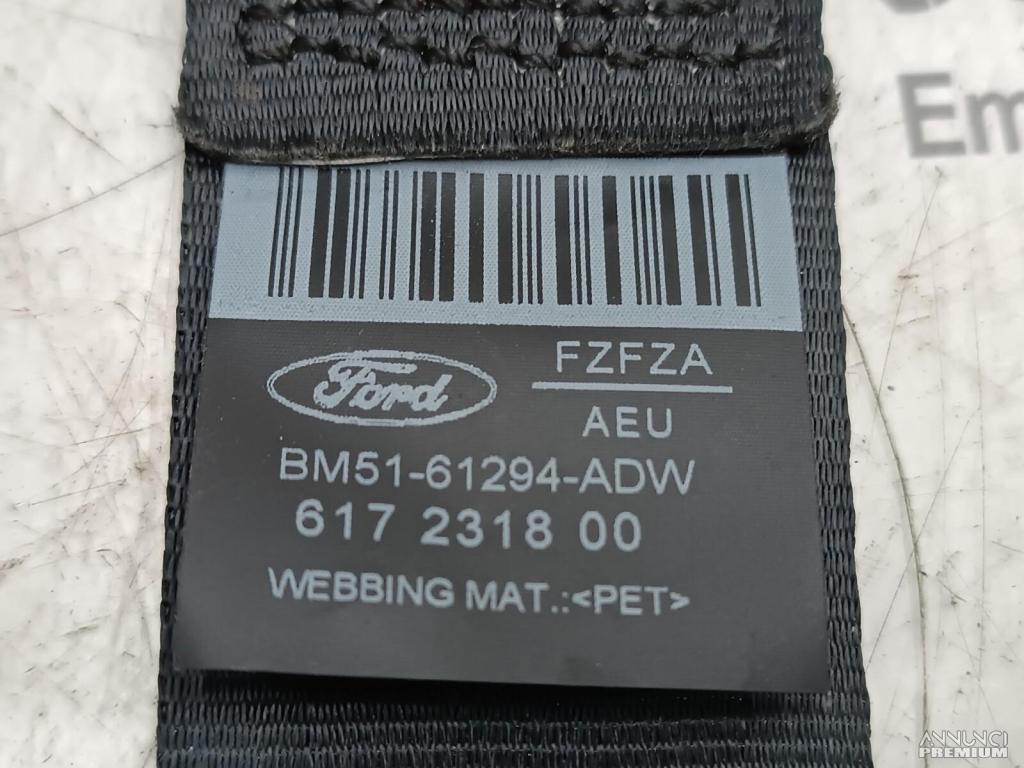 Em
Ford
FZFZA
AEU
BM51-61294-ADW
617 2318 00
WEBBING MAT.:<PET>
ANNUNCI
PREMIUM